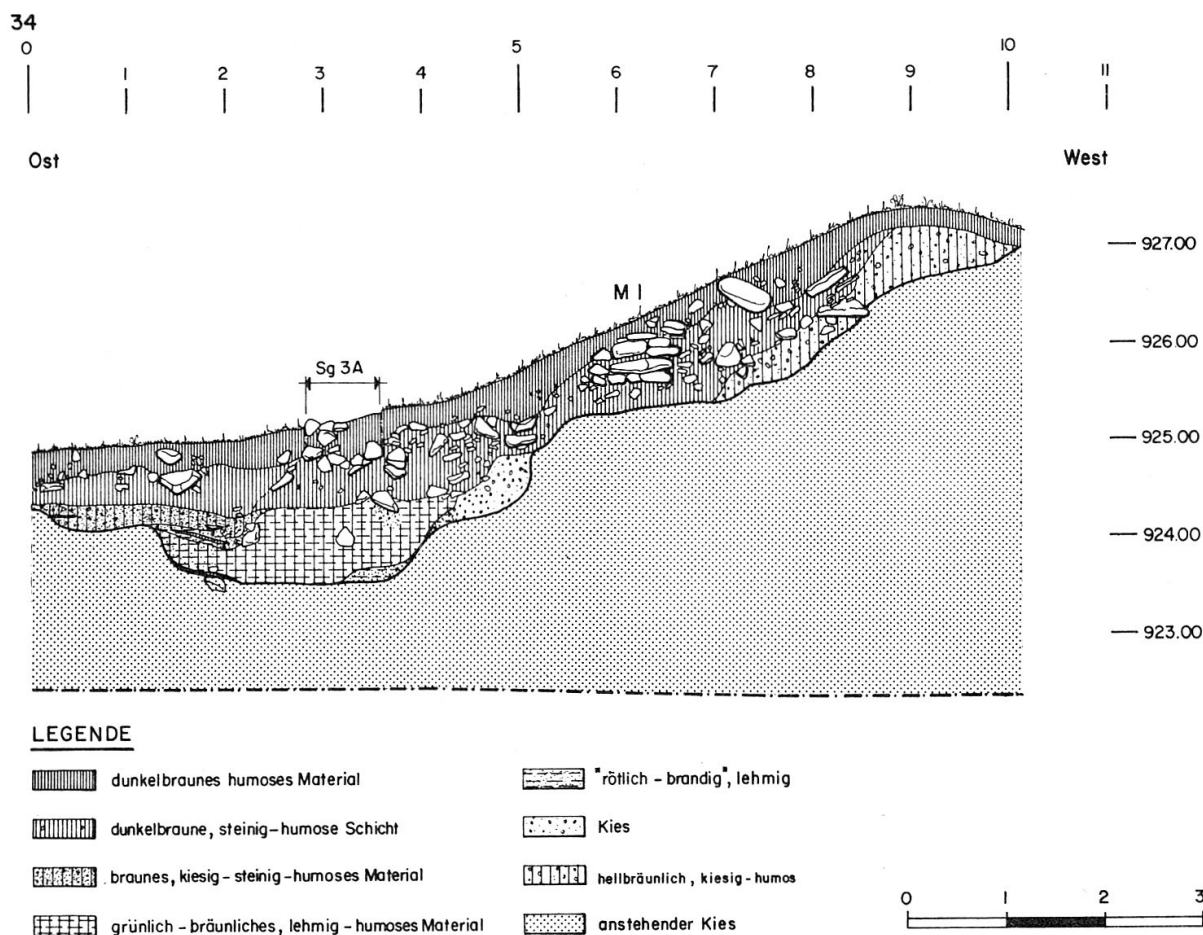 34
0 1 2 3 4 5 6 7 8 9 10 11
Ost West
927.00
M I
926.00
Sg 3A
925.00
924.00
923.00
LEGENDE
dunkelbraunes humoses Material
dunkelbraune, steinig-humose Schicht
braunes, kiesig-steinig-humoses Material
grünlich-bräunliches, lehmig-humoses Material
"rötlich-brandig", lehmig
Kies
hellbräunlich, kiesig-humos
anstehender Kies
0 1 2 3